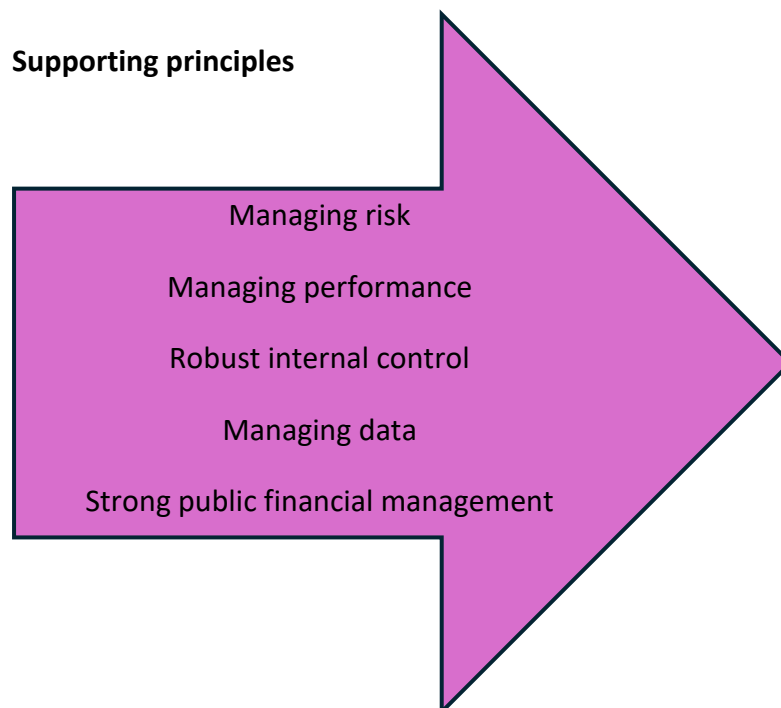 Supporting principles
Managing risk
Managing performance
Robust internal control
Managing data
Strong public financial management